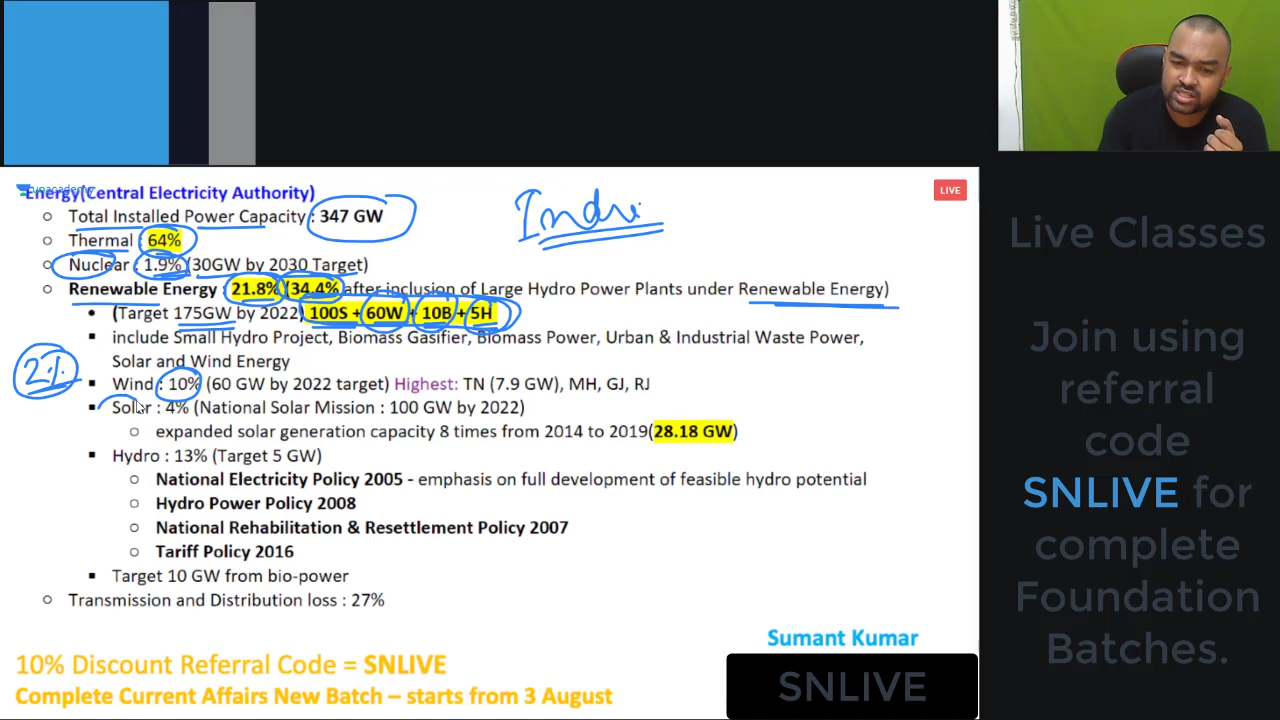 unacademy
Energy(Central Electricity Authority)
Indi
LIVE
Total Installed Power Capacity : 347 GW
Thermal : 64%
Nuclear : 1.9% (30GW by 2030 Target)
Renewable Energy : 21.8% (34.4% after inclusion of Large Hydro Power Plants under Renewable Energy)
(Target 175GW by 2022) 100S + 60W + 10B + 5H
include Small Hydro Project, Biomass Gasifier, Biomass Power, Urban & Industrial Waste Power,
Solar and Wind Energy
2%
Wind : 10% (60 GW by 2022 target) Highest: TN (7.9 GW), MH, GJ, RJ
Solar : 4% (National Solar Mission : 100 GW by 2022)
expanded solar generation capacity 8 times from 2014 to 2019(28.18 GW)
Hydro : 13% (Target 5 GW)
National Electricity Policy 2005 - emphasis on full development of feasible hydro potential
Hydro Power Policy 2008
National Rehabilitation & Resettlement Policy 2007
Tariff Policy 2016
Target 10 GW from bio-power
Transmission and Distribution loss : 27%
Sumant Kumar
10% Discount Referral Code = SNLIVE
Complete Current Affairs New Batch – starts from 3 August
SNLIVE
Live Classes
Join using
referral
code
SNLIVE for
complete
Foundation
Batches.